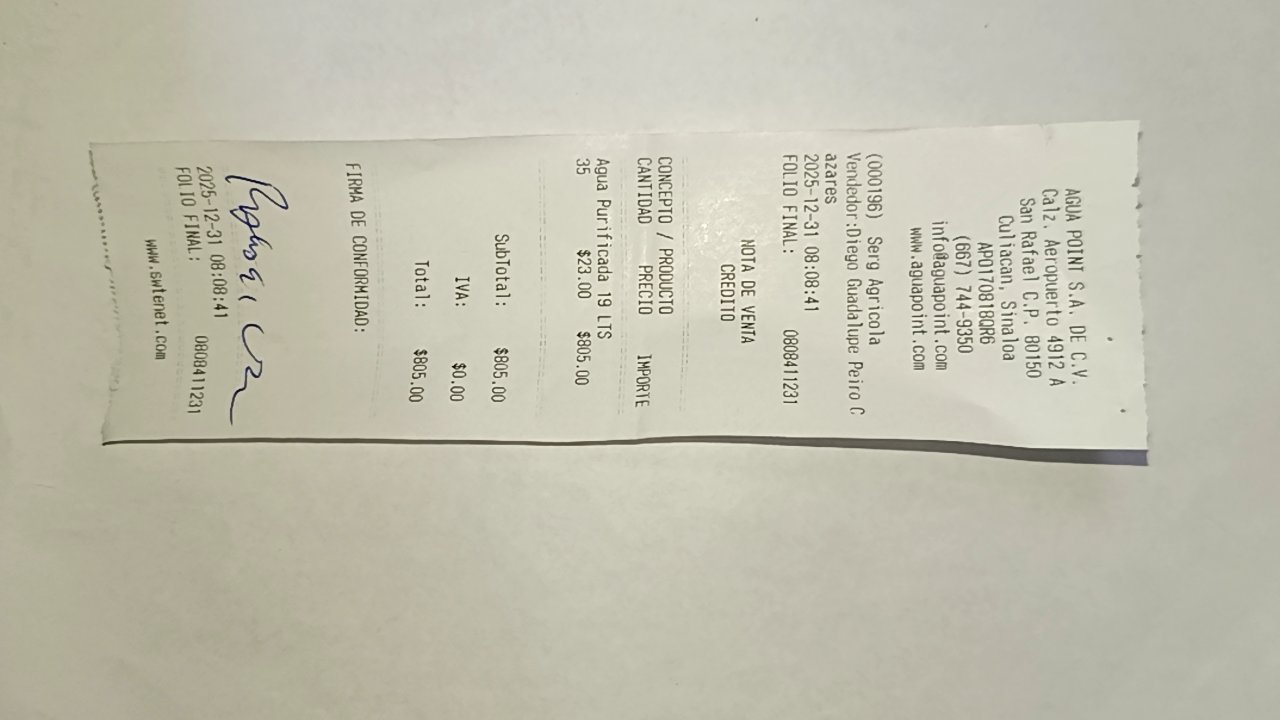 AGUA POINT S.A. DE C.V.
Calz. Aeropuerto 4912 A
San Rafael C.P. 80150
Culiacan, Sinaloa
APO170818QR6
(667) 744-9350
info@aguapoint.com
www.aguapoint.com
(000196) Serg Agricola
Vendedor:Diego Guadalupe Peiro C
azares
2025-12-31 08:08:41
FOLIO FINAL: 0808411231
NOTA DE VENTA
CREDITO
CONCEPTO / PRODUCTO
CANTIDAD PRECIO IMPORTE
Agua Purificada 19 LTS
35 $23.00 $805.00
SubTotal: $805.00
IVA: $0.00
Total: $805.00
FIRMA DE CONFORMIDAD:
2025-12-31 08:08:41
FOLIO FINAL: 0808411231
www.swtenet.com